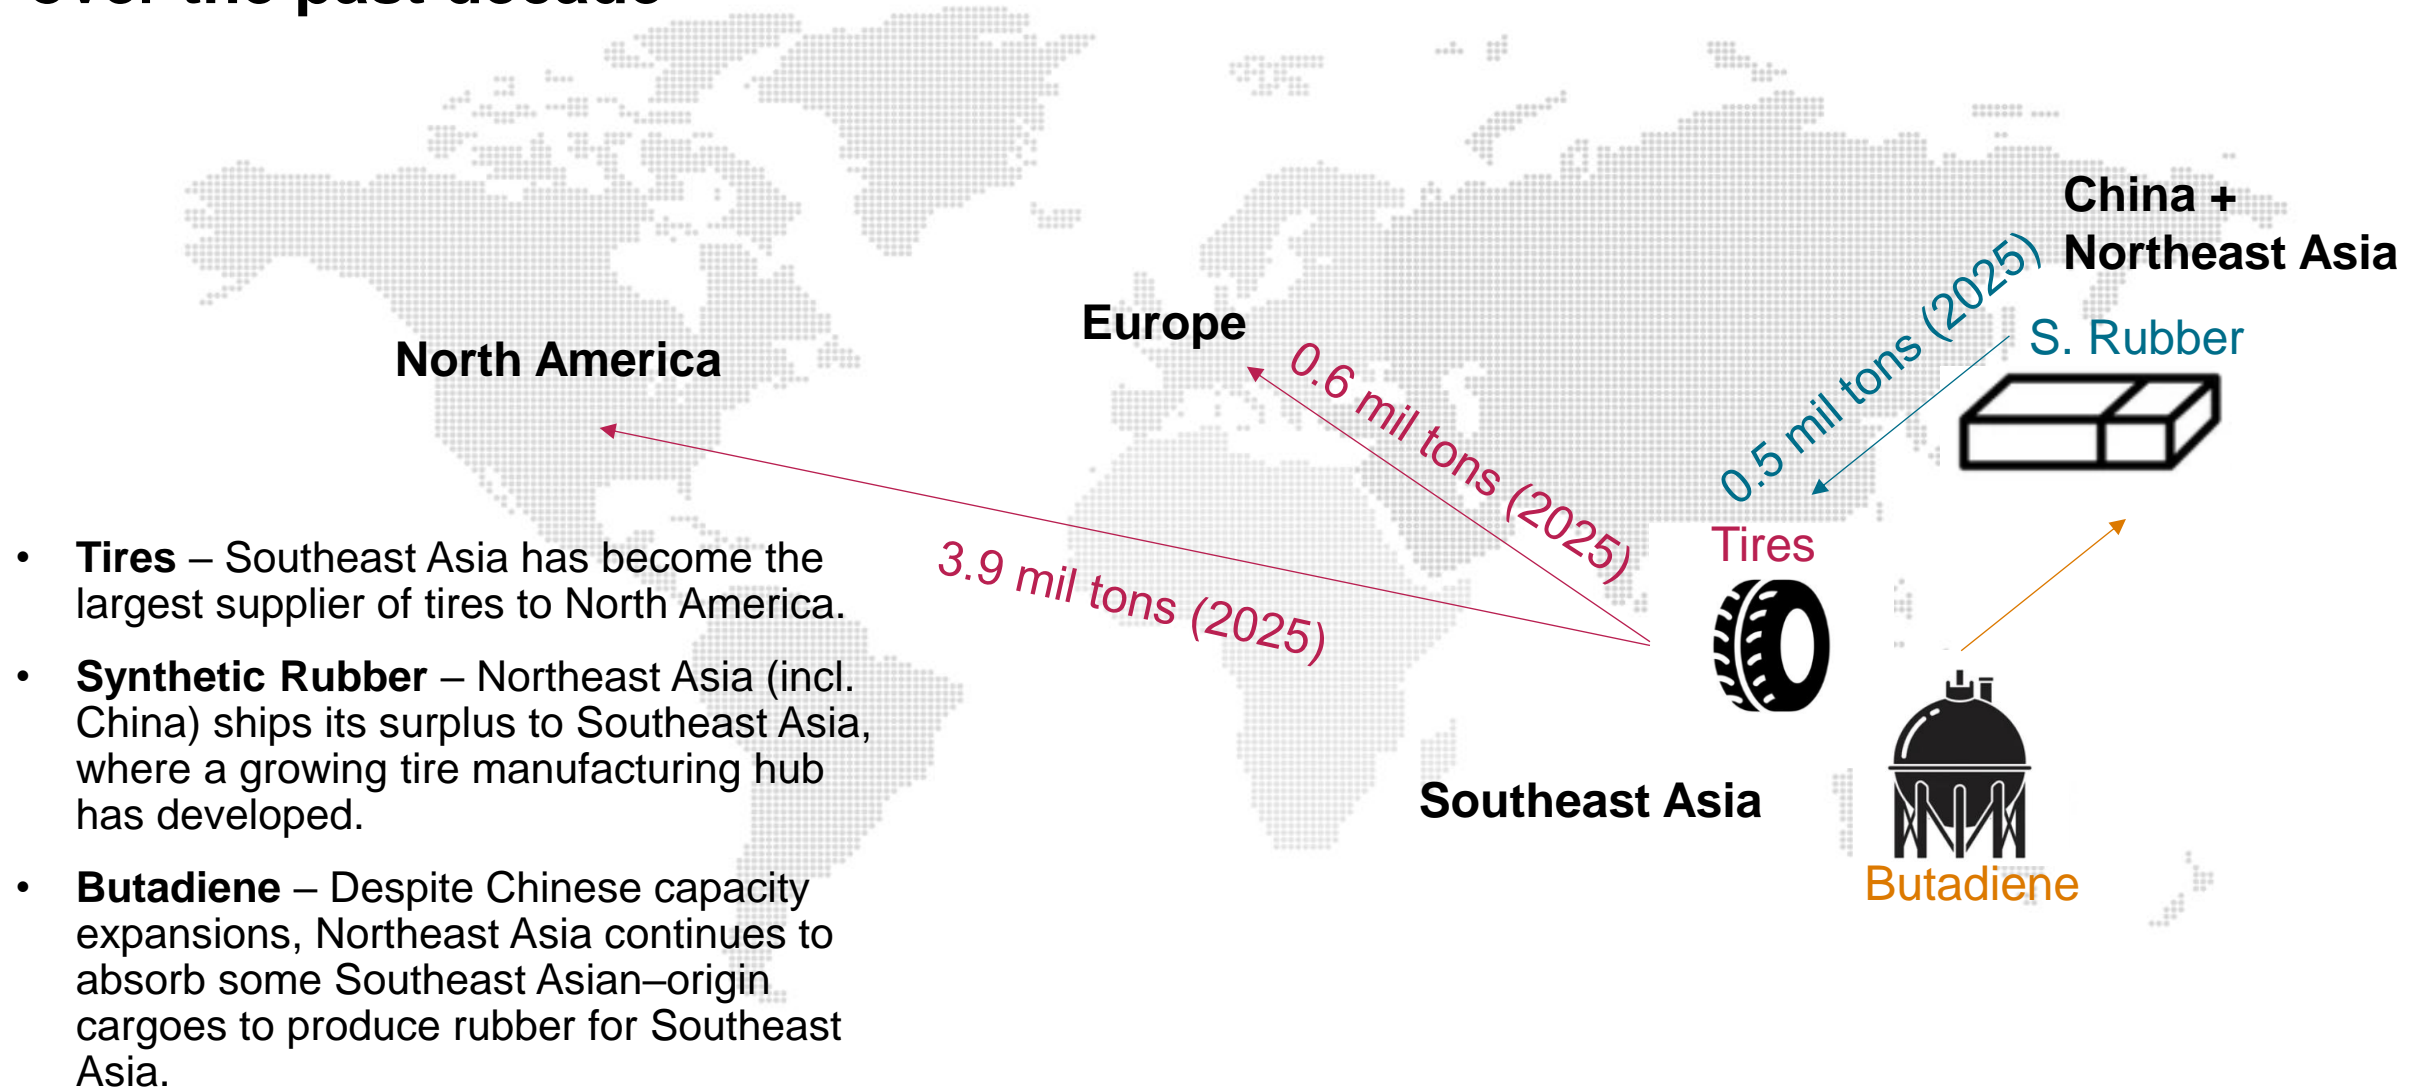 over the past decade
China +
Northeast Asia
S. Rubber
0.5 mil tons (2025)
Europe
0.6 mil tons (2025)
North America
3.9 mil tons (2025)
Tires
• Tires – Southeast Asia has become the
largest supplier of tires to North America.
• Synthetic Rubber – Northeast Asia (incl.
China) ships its surplus to Southeast Asia,
where a growing tire manufacturing hub
has developed.
• Butadiene – Despite Chinese capacity
expansions, Northeast Asia continues to
absorb some Southeast Asian–origin
cargoes to produce rubber for Southeast
Asia.
Southeast Asia
Butadiene